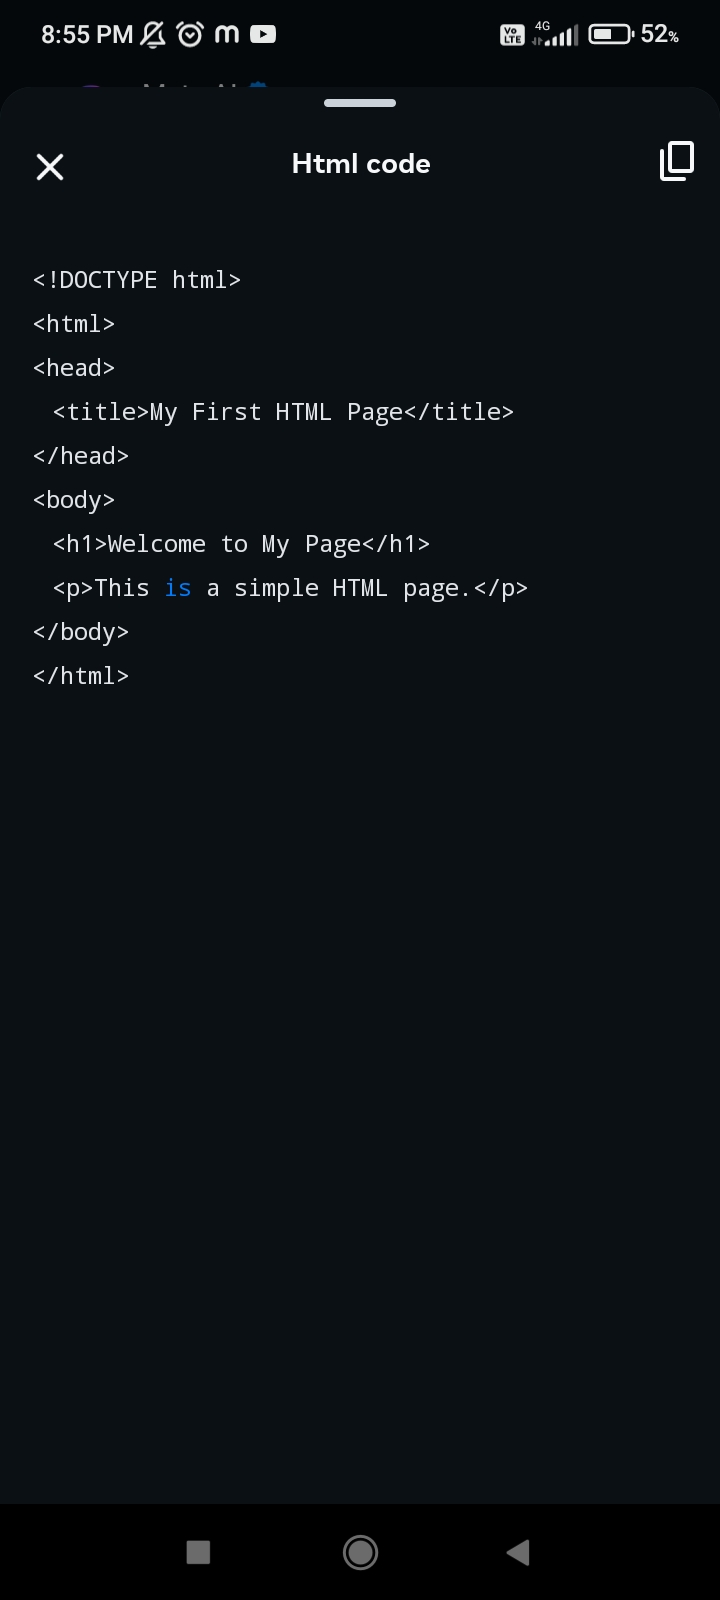 8:55 PM
Vo LTE
4G
52%
Html code
<!DOCTYPE html>
<html>
<head>
<title>My First HTML Page</title>
</head>
<body>
<h1>Welcome to My Page</h1>
<p>This is a simple HTML page.</p>
</body>
</html>